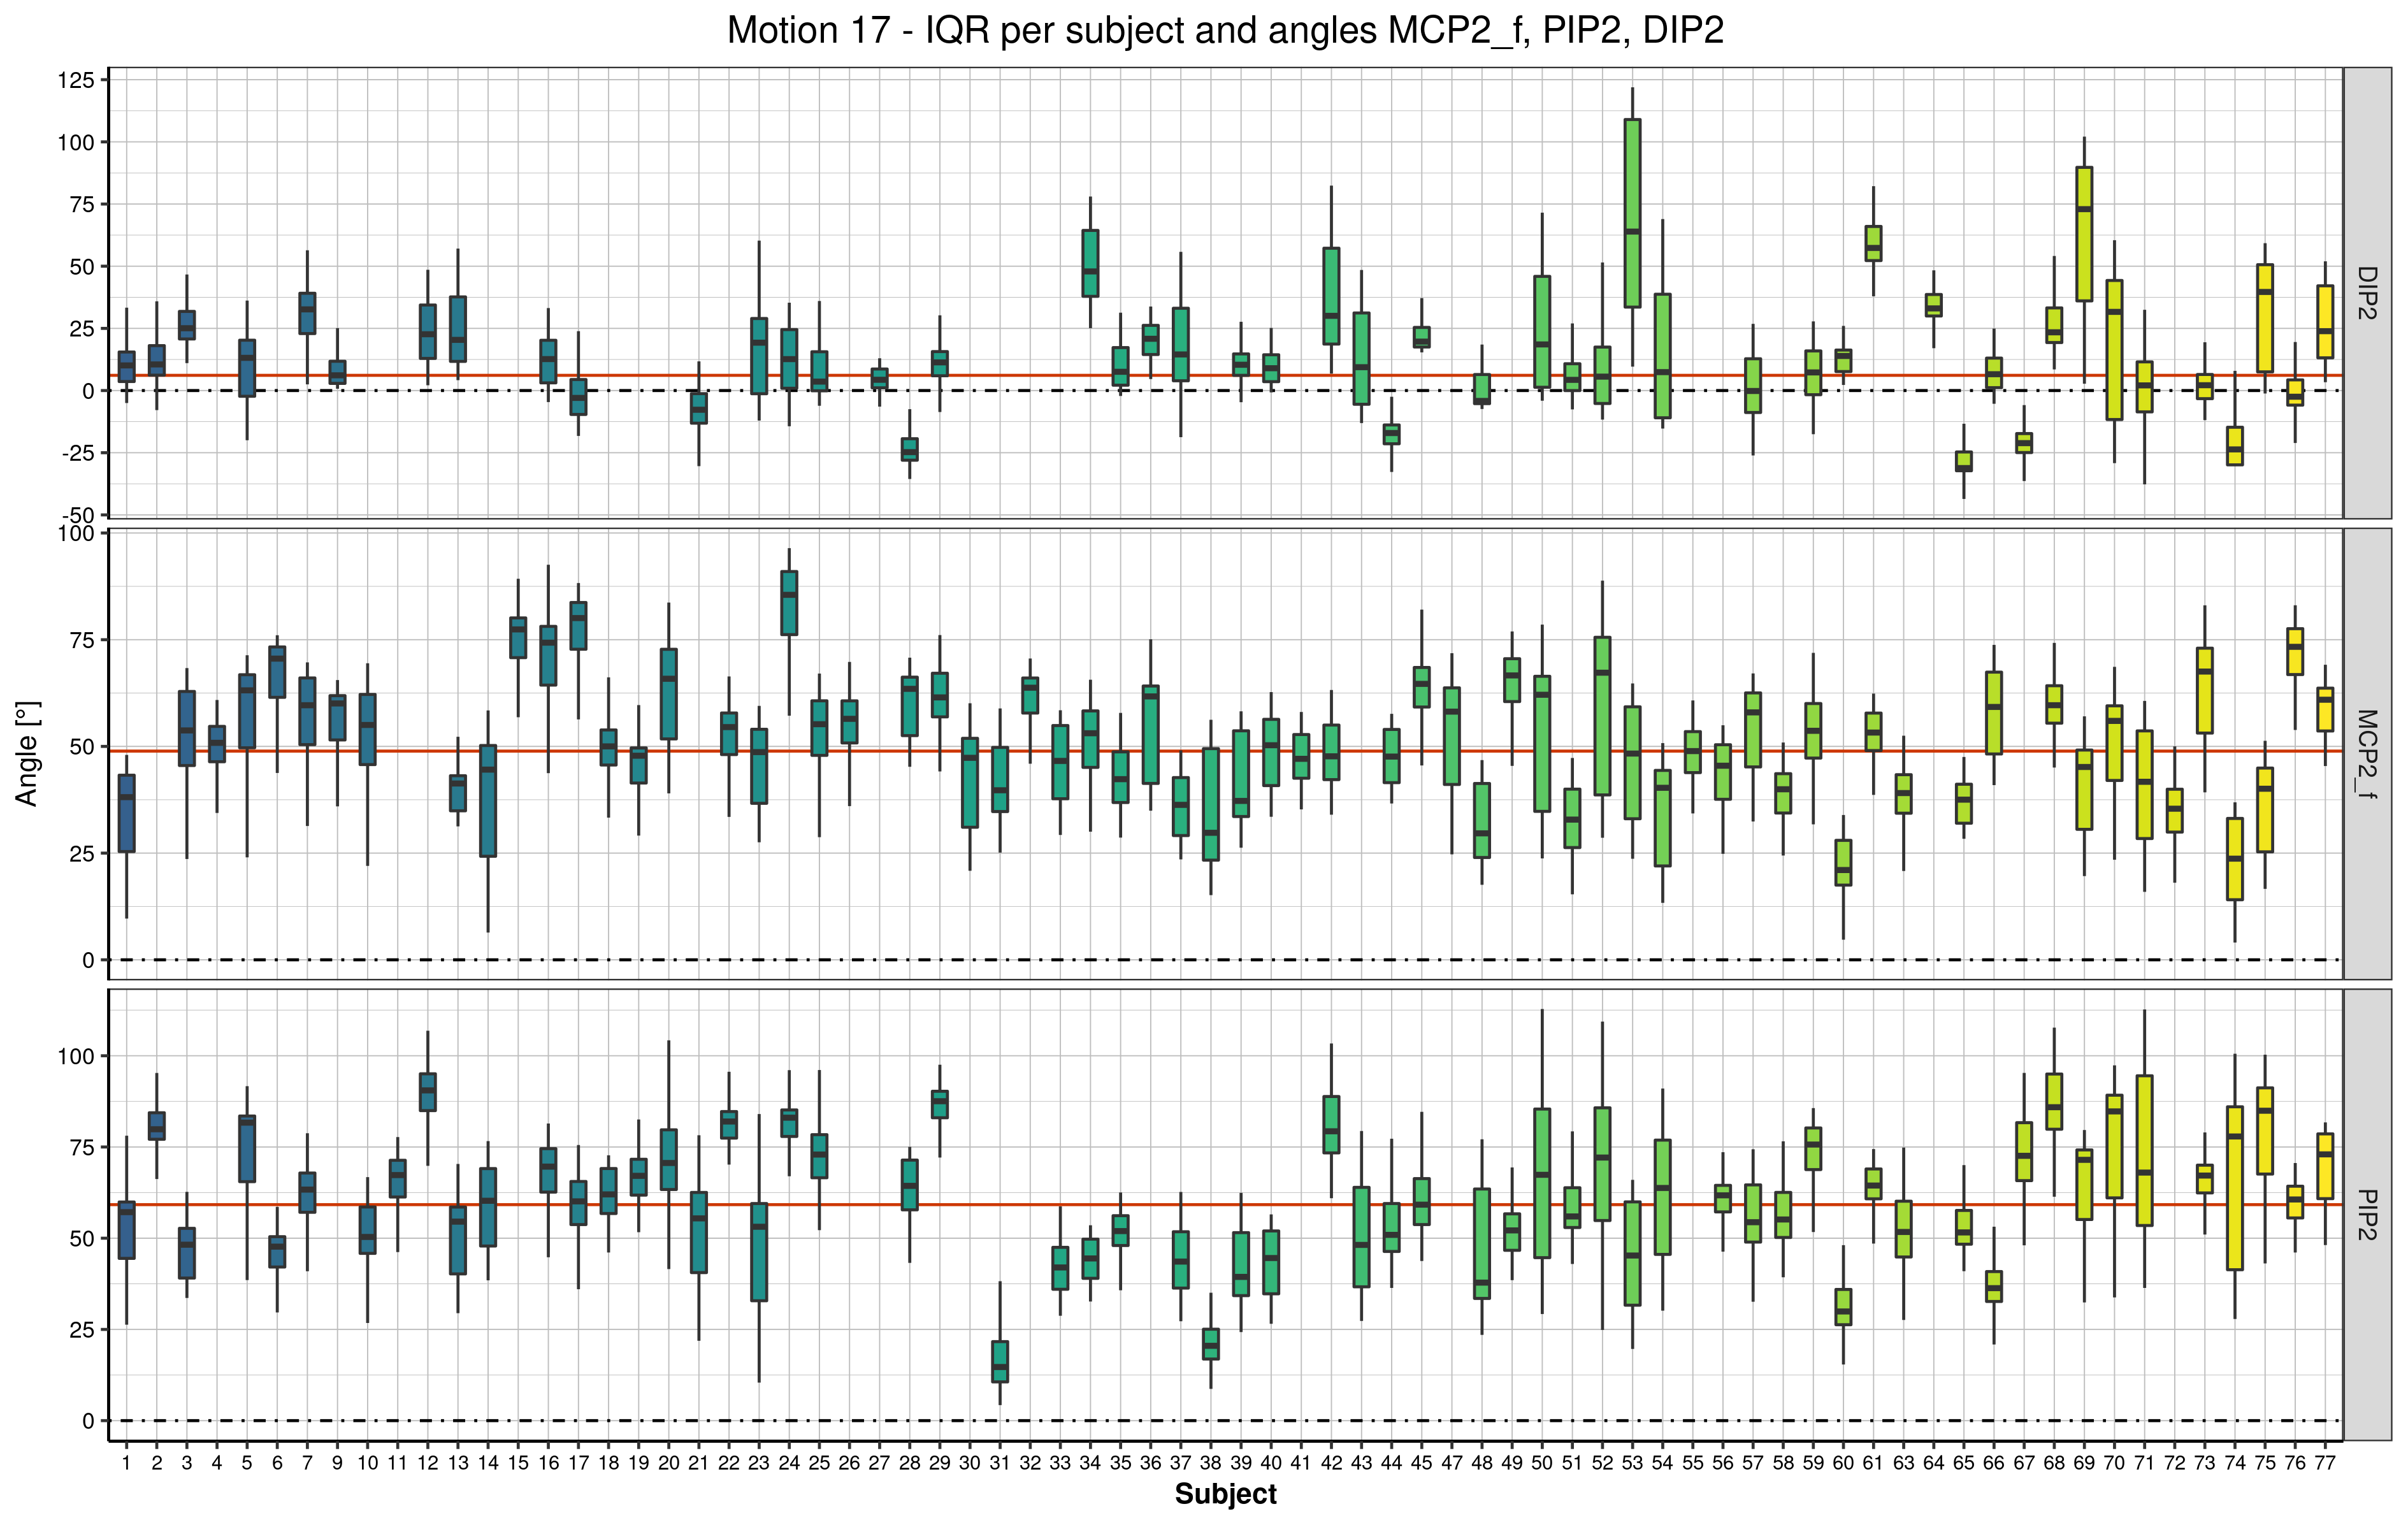 Motion 17 - IQR per subject and angles MCP2_f, PIP2, DIP2
125
100
75
50
25
0
-25
-50
DIP2
100
75
50
25
0
MCP2_f
Angle [°]
100
75
50
25
0
PIP2
1 2 3 4 5 6 7 9 10 11 12 13 14 15 16 17 18 19 20 21 22 23 24 25 26 27 28 29 30 31 32 33 34 35 36 37 38 39 40 41 42 43 44 45 47 48 49 50 51 52 53 54 55 56 57 58 59 60 61 63 64 65 66 67 68 69 70 71 72 73 74 75 76 77
Subject